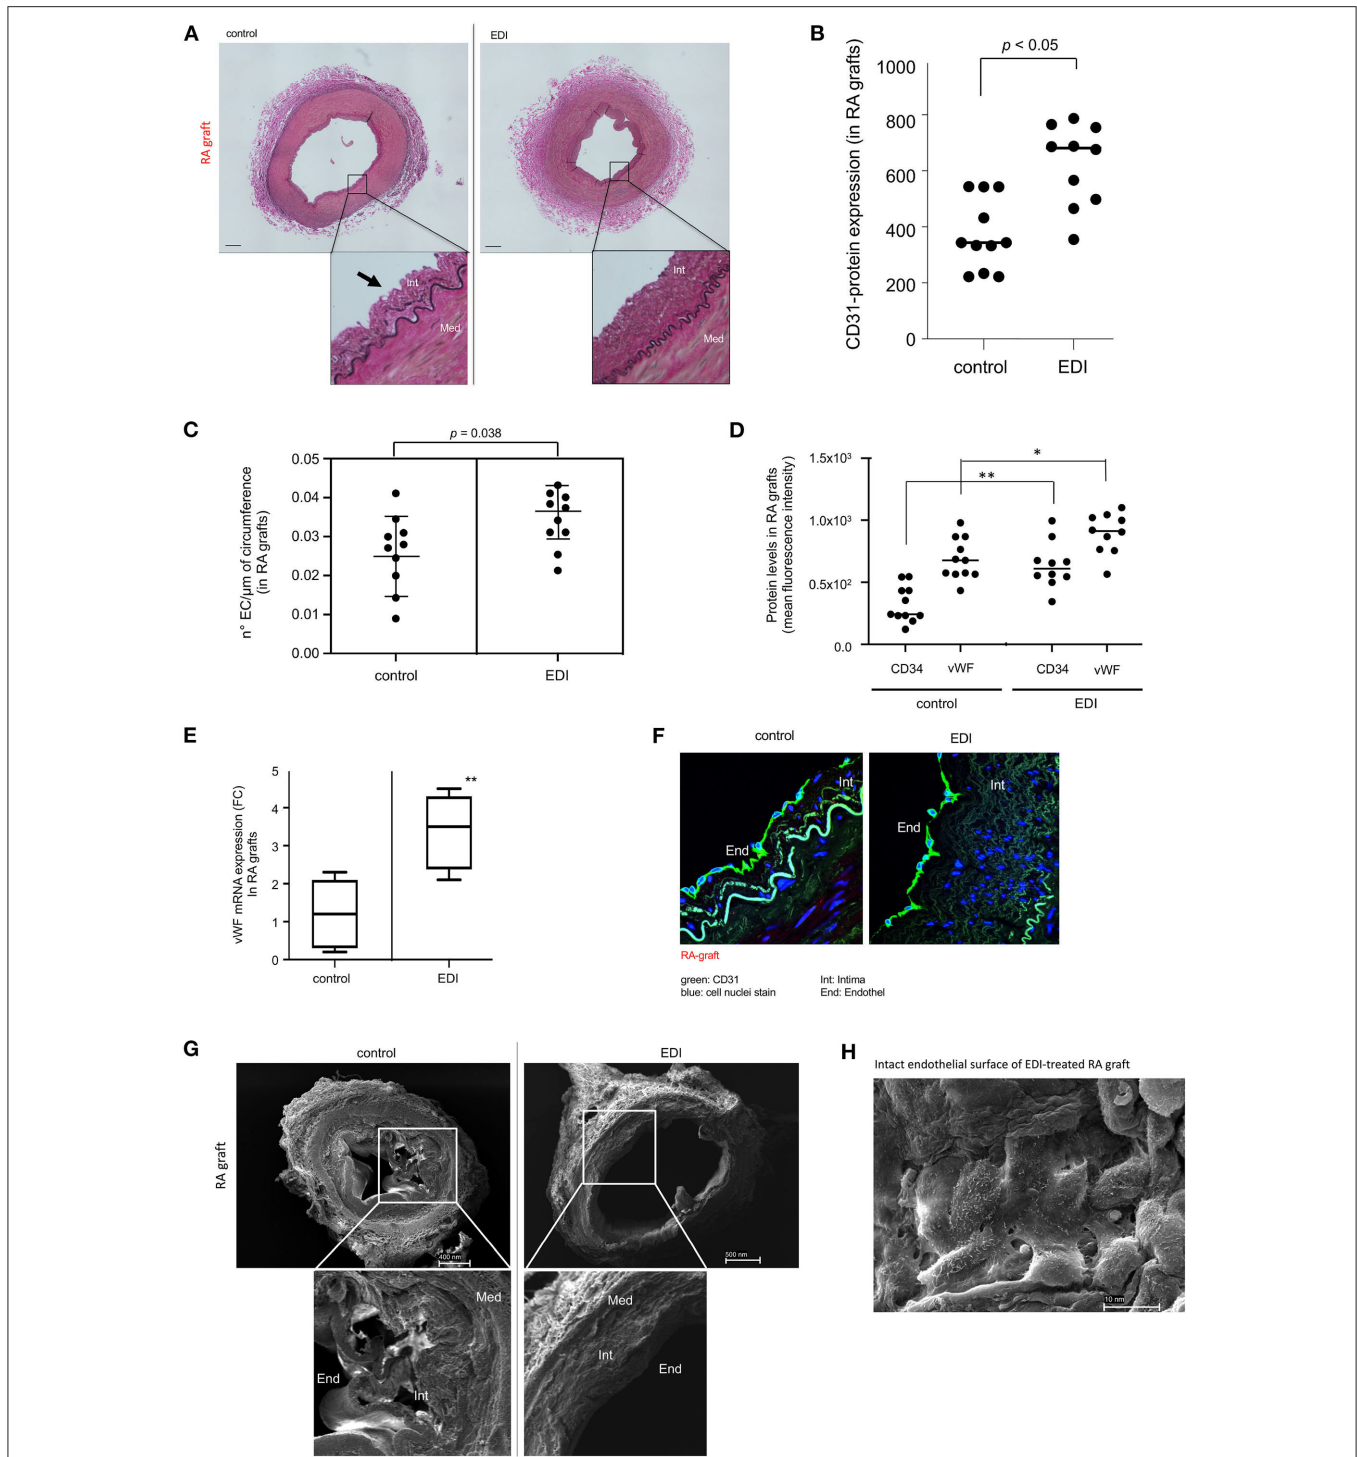 A
control
EDI
RA graft
Int
Med
Int
Med
B
p < 0.05
CD31-protein expression (in RA grafts)
1000
800
600
400
200
0
control
EDI
C
p = 0.038
n° EC/μm of circumference
(in RA grafts)
0.05
0.04
0.03
0.02
0.01
0.00
control
EDI
D
Protein levels in RA grafts
(mean fluorescence intensity)
1.5x10³
1.0x10³
0.5x10²
0.0
*
**
CD34
vWF
CD34
vWF
control
EDI
E
vWF mRNA expression (FC)
In RA grafts
5
4
3
2
1
0
**
control
EDI
F
control
EDI
Int
End
Int
End
RA-graft
green: CD31
blue: cell nuclei stain
Int: Intima
End: Endothel
G
control
EDI
RA graft
400 nm
500 nm
Med
End
Int
Med
Int
End
H
Intact endothelial surface of EDI-treated RA graft
10 nm